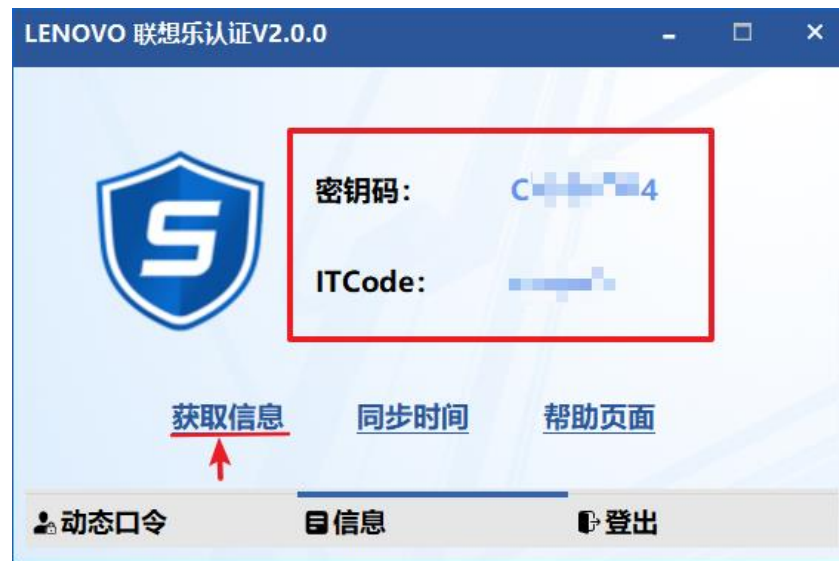 LENOVO 联想乐认证V2.0.0
S
密钥码： C 4
ITCode：
获取信息 同步时间 帮助页面
动态口令 信息 登出